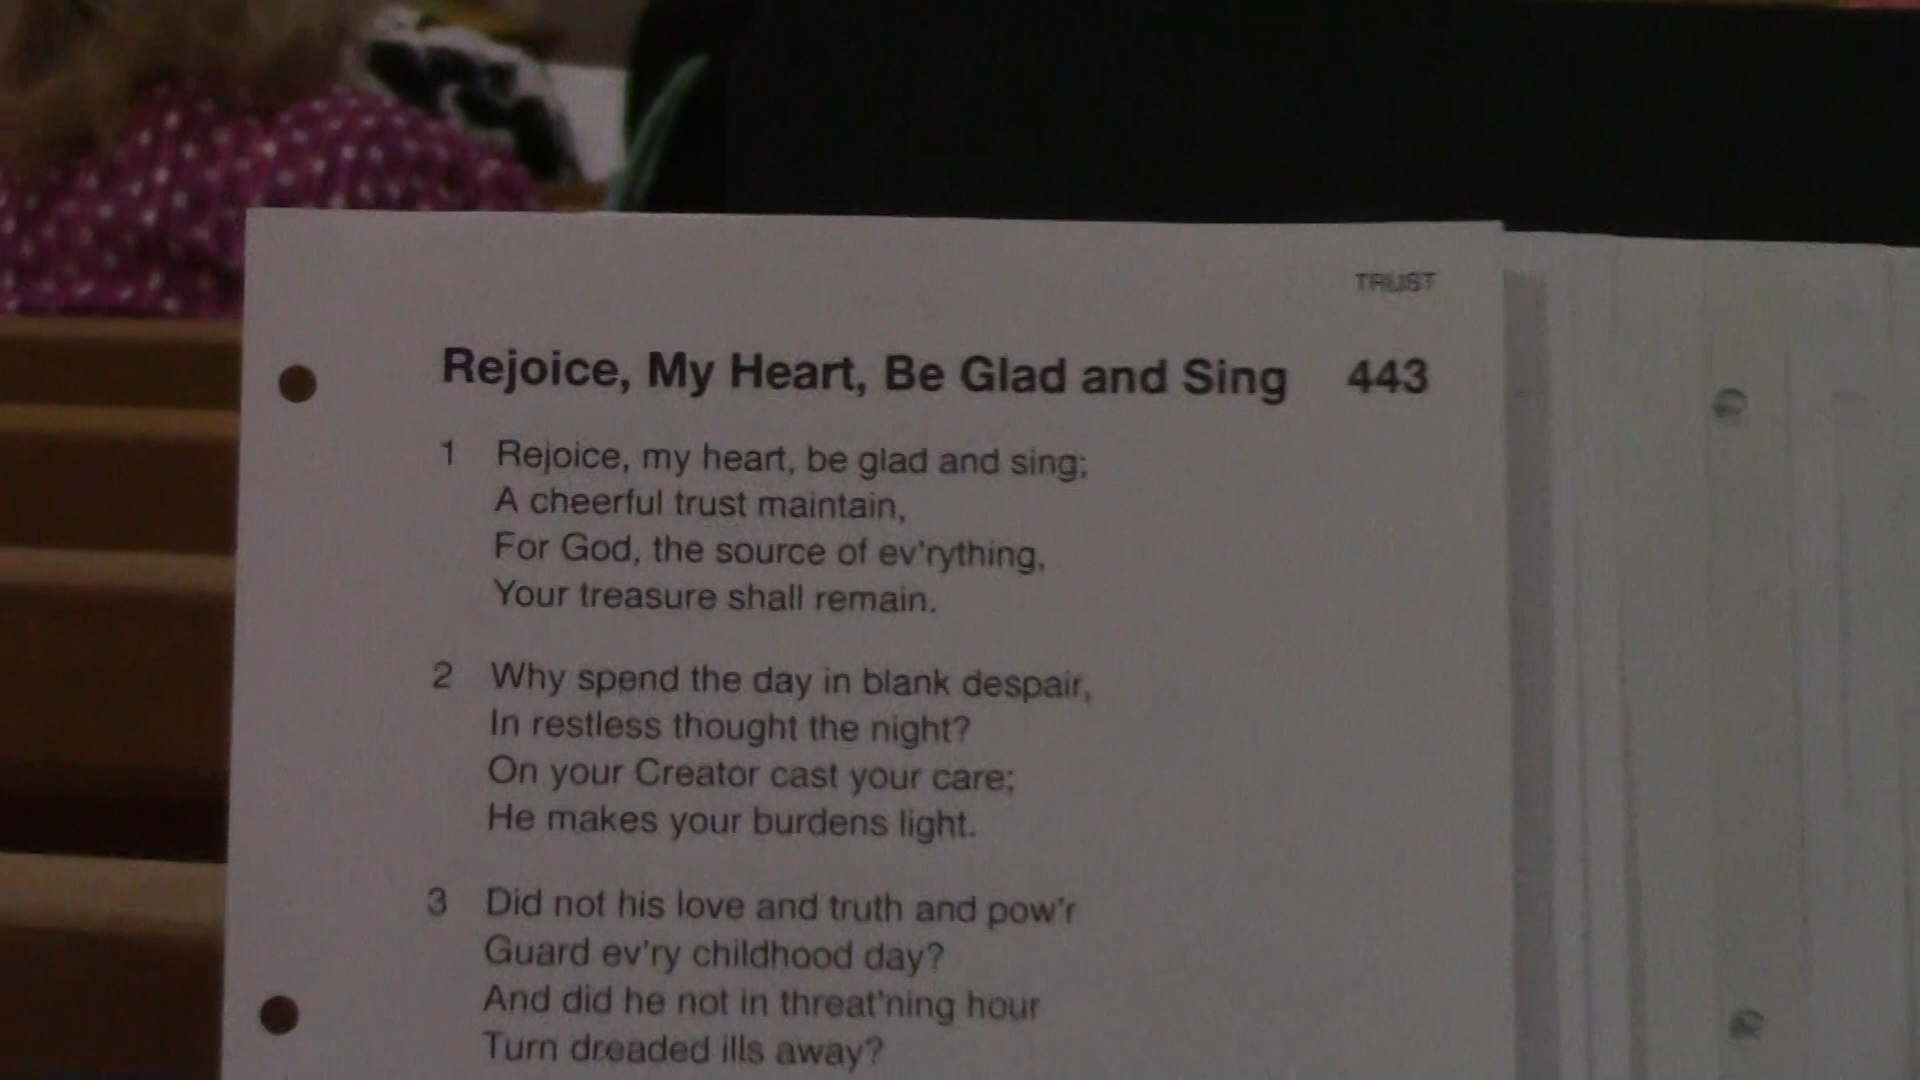 TRUST
Rejoice, My Heart, Be Glad and Sing 443
1 Rejoice, my heart, be glad and sing;
A cheerful trust maintain,
For God, the source of ev'rything,
Your treasure shall remain.
2 Why spend the day in blank despair,
In restless thought the night?
On your Creator cast your care;
He makes your burdens light.
3 Did not his love and truth and pow'r
Guard ev'ry childhood day?
And did he not in threat'ning hour
Turn dreaded ills away?